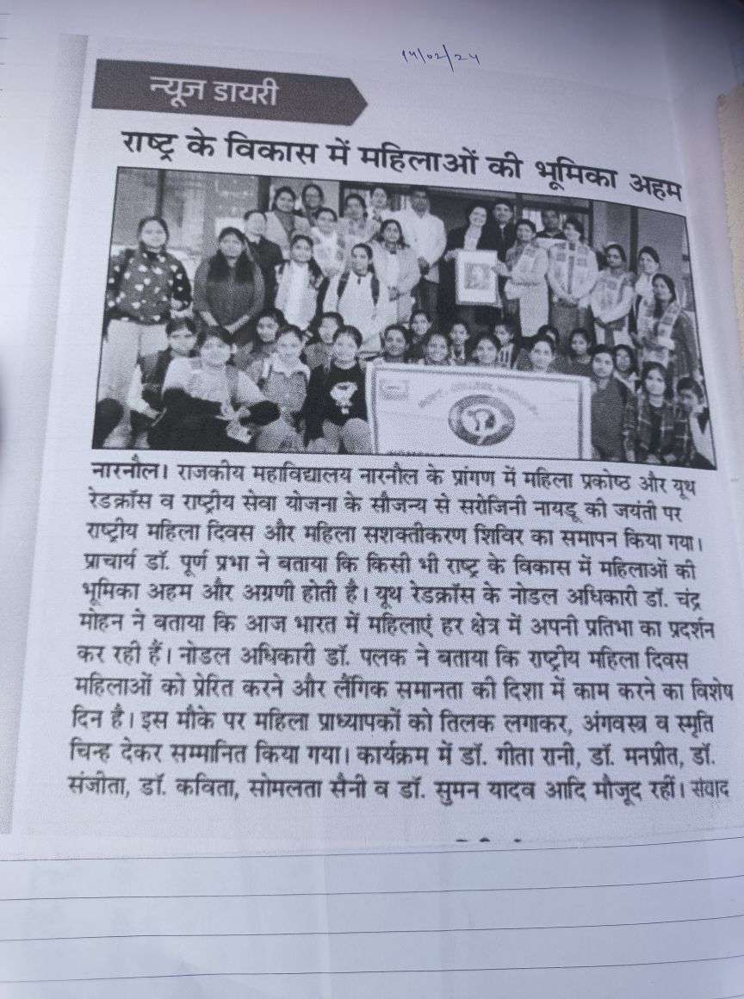 14/02/24
न्यूज डायरी
राष्ट्र के विकास में महिलाओं की भूमिका अहम
नारनौल। राजकीय महाविद्यालय नारनौल के प्रांगण में महिला प्रकोष्ठ और यूथ
रेडक्रॉस व राष्ट्रीय सेवा योजना के सौजन्य से सरोजिनी नायडू की जयंती पर
राष्ट्रीय महिला दिवस और महिला सशक्तीकरण शिविर का समापन किया गया।
प्राचार्य डॉ. पूर्ण प्रभा ने बताया कि किसी भी राष्ट्र के विकास में महिलाओं की
भूमिका अहम और अग्रणी होती है। यूथ रेडक्रॉस के नोडल अधिकारी डॉ. चंद्र
मोहन ने बताया कि आज भारत में महिलाएं हर क्षेत्र में अपनी प्रतिभा का प्रदर्शन
कर रही हैं। नोडल अधिकारी डॉ. पलक ने बताया कि राष्ट्रीय महिला दिवस
महिलाओं को प्रेरित करने और लैंगिक समानता की दिशा में काम करने का विशेष
दिन है। इस मौके पर महिला प्राध्यापकों को तिलक लगाकर, अंगवस्त्र व स्मृति
चिन्ह देकर सम्मानित किया गया। कार्यक्रम में डॉ. गीता रानी, डॉ. मनप्रीत, डॉ.
संजीता, डॉ. कविता, सोमलता सैनी व डॉ. सुमन यादव आदि मौजूद रहीं। संवाद